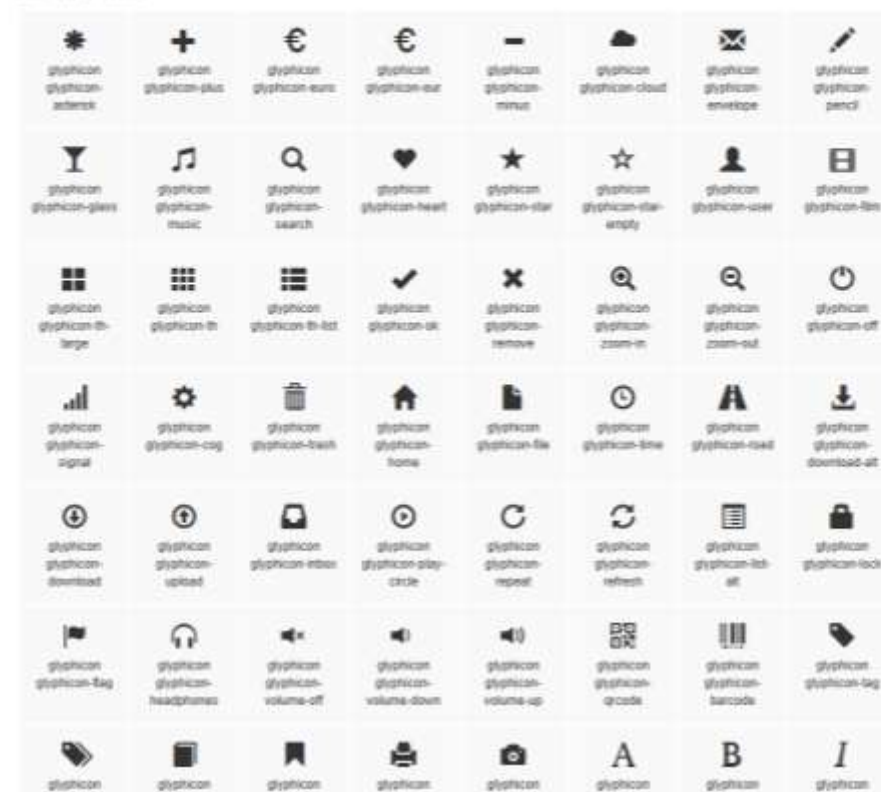 glyphicon
glyphicon-
asterisk
glyphicon
glyphicon-plus
glyphicon
glyphicon-euro
glyphicon
glyphicon-eur
glyphicon
glyphicon-
minus
glyphicon
glyphicon-cloud
glyphicon
glyphicon-
envelope
glyphicon
glyphicon-
pencil
glyphicon
glyphicon-glass
glyphicon
glyphicon-
music
glyphicon
glyphicon-
search
glyphicon
glyphicon-heart
glyphicon
glyphicon-star
glyphicon
glyphicon-star-
empty
glyphicon
glyphicon-user
glyphicon
glyphicon-film
glyphicon
glyphicon-th-
large
glyphicon
glyphicon-th
glyphicon
glyphicon-th-list
glyphicon
glyphicon-ok
glyphicon
glyphicon-
remove
glyphicon
glyphicon-
zoom-in
glyphicon
glyphicon-
zoom-out
glyphicon
glyphicon-off
glyphicon
glyphicon-
signal
glyphicon
glyphicon-cog
glyphicon
glyphicon-trash
glyphicon
glyphicon-
home
glyphicon
glyphicon-file
glyphicon
glyphicon-time
glyphicon
glyphicon-road
glyphicon
glyphicon-
download-alt
glyphicon
glyphicon-
download
glyphicon
glyphicon-
upload
glyphicon
glyphicon-inbox
glyphicon
glyphicon-play-
circle
glyphicon
glyphicon-
repeat
glyphicon
glyphicon-
refresh
glyphicon
glyphicon-list-
alt
glyphicon
glyphicon-lock
glyphicon
glyphicon-flag
glyphicon
glyphicon-
headphones
glyphicon
glyphicon-
volume-off
glyphicon
glyphicon-
volume-down
glyphicon
glyphicon-
volume-up
glyphicon
glyphicon-
qrcode
glyphicon
glyphicon-
barcode
glyphicon
glyphicon-tag
glyphicon
glyphicon
glyphicon
glyphicon
glyphicon
A
glyphicon
B
glyphicon
I
glyphicon